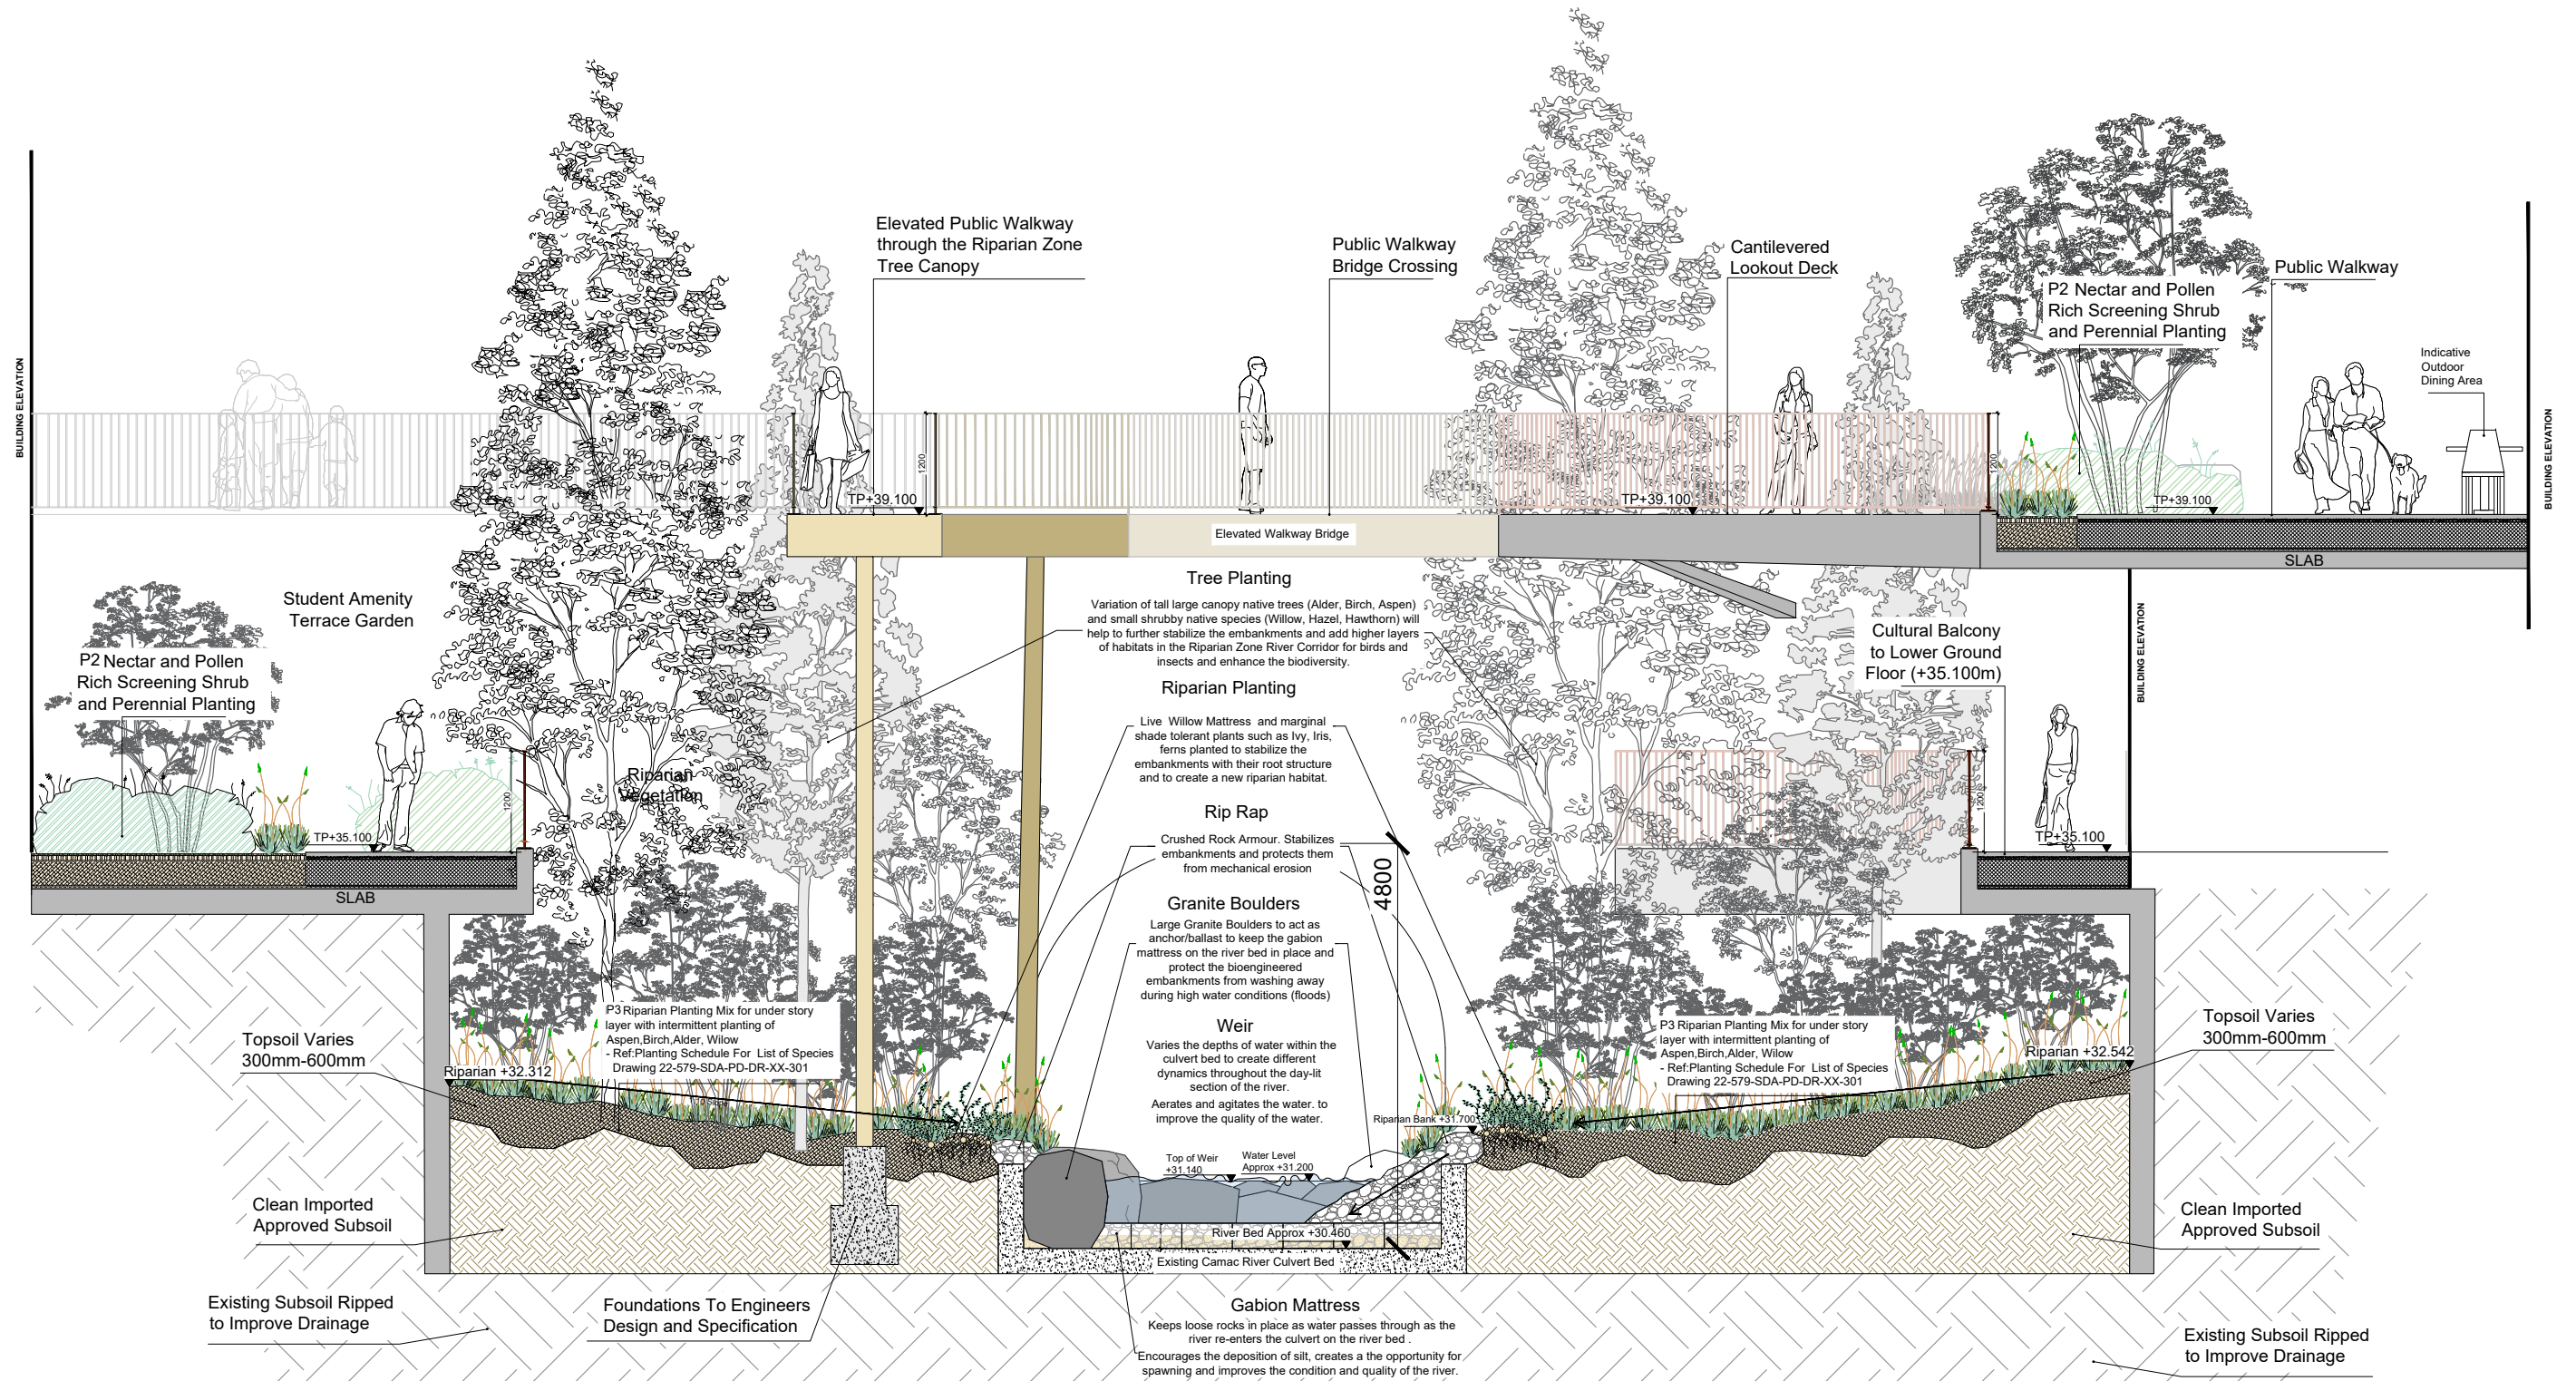 Elevated Public Walkway
through the Riparian Zone
Tree Canopy
Public Walkway
Bridge Crossing
Cantilevered
Lookout Deck
Public Walkway
P2 Nectar and Pollen
Rich Screening Shrub
and Perennial Planting
Indicative
Outdoor
Dining Area
BUILDING ELEVATION
BUILDING ELEVATION
1200
1200
TP+39.100
TP+39.100
TP+39.100
Elevated Walkway Bridge
SLAB
Student Amenity
Terrace Garden
P2 Nectar and Pollen
Rich Screening Shrub
and Perennial Planting
Riparian
Vegetation
1200
TP+35.100
SLAB
Tree Planting
Variation of tall large canopy native trees (Alder, Birch, Aspen)
and small shrubby native species (Willow, Hazel, Hawthorn) will
help to further stabilize the embankments and add higher layers
of habitats in the Riparian Zone River Corridor for birds and
insects and enhance the biodiversity.
Riparian Planting
Live Willow Mattress and marginal
shade tolerant plants such as Ivy, Iris,
ferns planted to stabilize the
embankments with their root structure
and to create a new riparian habitat.
Rip Rap
Crushed Rock Armour. Stabilizes
embankments and protects them
from mechanical erosion
4800
Granite Boulders
Large Granite Boulders to act as
anchor/ballast to keep the gabion
mattress on the river bed in place and
protect the bioengineered
embankments from washing away
during high water conditions (floods)
Weir
Varies the depths of water within the
culvert bed to create different
dynamics throughout the day-lit
section of the river.
Aerates and agitates the water. to
improve the quality of the water.
Cultural Balcony
to Lower Ground
Floor (+35.100m)
BUILDING ELEVATION
1200
TP+35.100
Topsoil Varies
300mm-600mm
Riparian +32.312
P3 Riparian Planting Mix for under story
layer with intermittent planting of
Aspen,Birch,Alder, Wilow
- Ref:Planting Schedule For List of Species
Drawing 22-579-SDA-PD-DR-XX-301
P3 Riparian Planting Mix for under story
layer with intermittent planting of
Aspen,Birch,Alder, Wilow
- Ref:Planting Schedule For List of Species
Drawing 22-579-SDA-PD-DR-XX-301
Riparian +32.542
Topsoil Varies
300mm-600mm
Riparian Bank +31.700
Top of Weir
+31.140
Water Level
Approx +31.200
River Bed Approx +30.460
Existing Camac River Culvert Bed
Clean Imported
Approved Subsoil
Clean Imported
Approved Subsoil
Existing Subsoil Ripped
to Improve Drainage
Foundations To Engineers
Design and Specification
Gabion Mattress
Keeps loose rocks in place as water passes through as the
river re-enters the culvert on the river bed .
Encourages the deposition of silt, creates a the opportunity for
spawning and improves the condition and quality of the river.
Existing Subsoil Ripped
to Improve Drainage